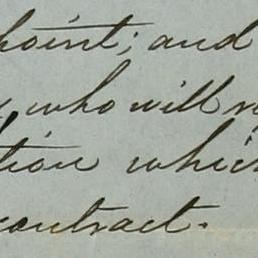 point; and
who will
tion which
contract.